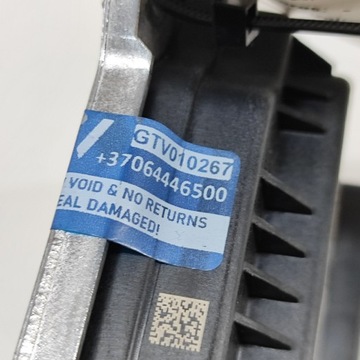 GTV010267
+37064446500
VOID & NO RETURNS
EAL DAMAGED!